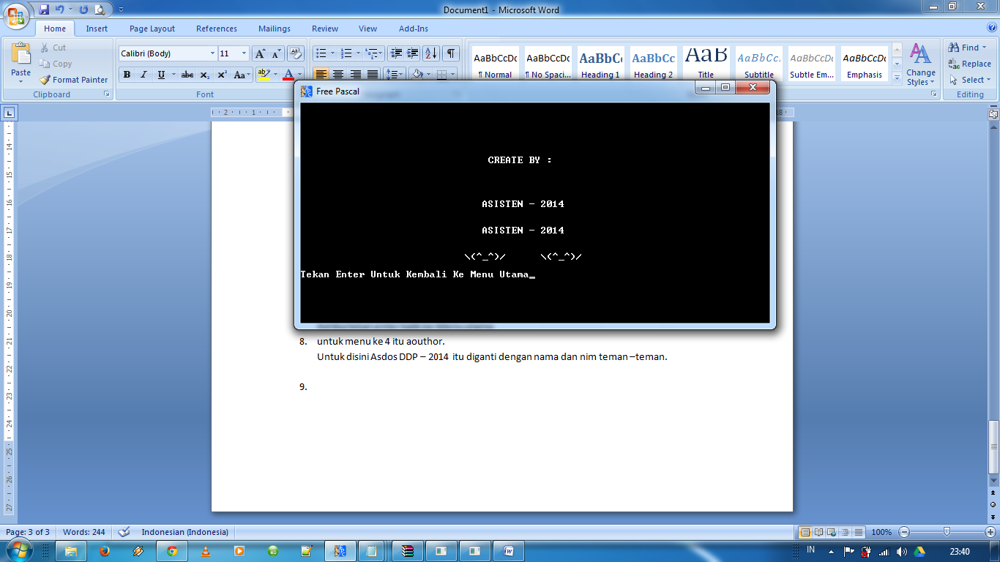 Document1 - Microsoft Word
Home Insert Page Layout References Mailings Review View Add-Ins
Paste
Cut
Copy
Format Painter
Clipboard
Calibri (Body) 11
B I U abc x₂ x² Aa
Font
AaBbCcDc AaBbCcDc AaBbCc AaBbCc AaB AaBbCc AaBbCcDc AaBbCcDc
¶ Normal ¶ No Spaci... Heading 1 Heading 2 Title Subtitle Subtle Em... Emphasis
Change Styles
Find
Replace
Select
Editing
Free Pascal
CREATE BY :
ASISTEN - 2014
ASISTEN - 2014
\(^_^)/ \(^_^)/
Tekan Enter Untuk Kembali Ke Menu Utama_
8. untuk menu ke 4 itu aouthor.
Untuk disini Asdos DDP – 2014 itu diganti dengan nama dan nim teman –teman.
9.
Page: 3 of 3 Words: 244 Indonesian (Indonesia) 100%
IN 23:40